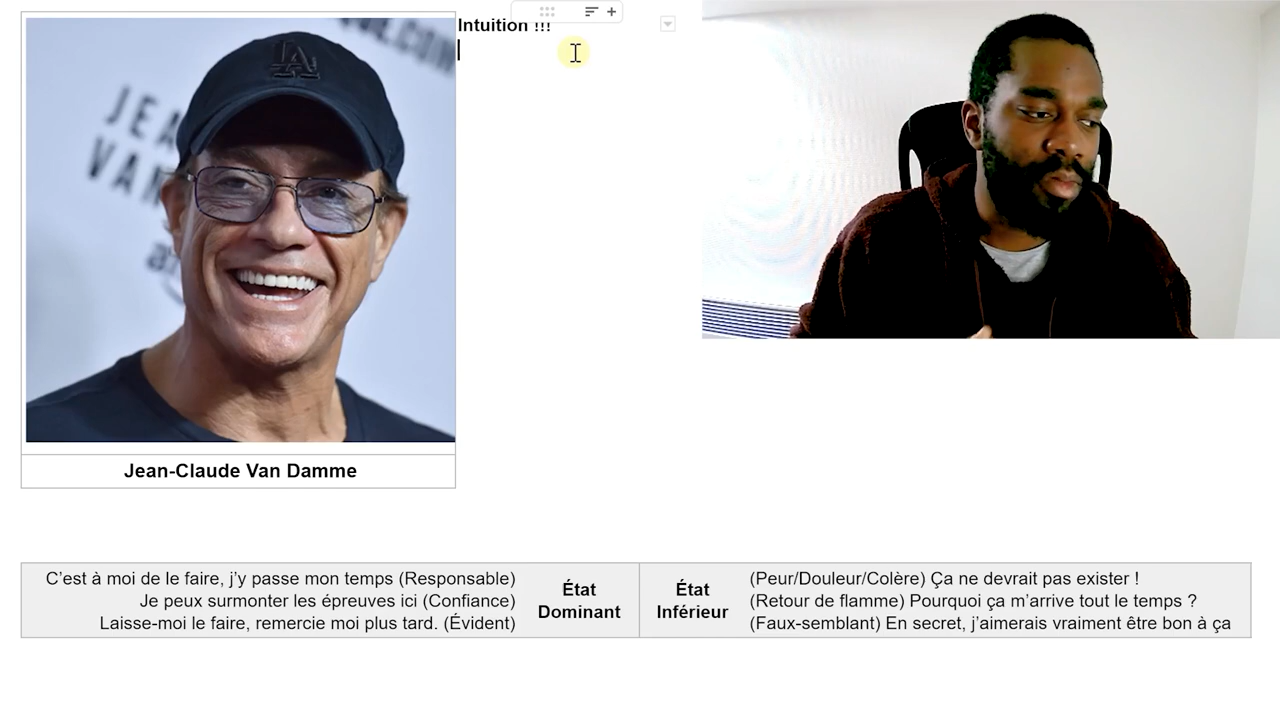 Intuition !!!
LA
JEA
VAN
Jean-Claude Van Damme
C’est à moi de le faire, j’y passe mon temps (Responsable)
Je peux surmonter les épreuves ici (Confiance)
Laisse-moi le faire, remercie moi plus tard. (Évident)
État
Dominant
État
Inférieur
(Peur/Douleur/Colère) Ça ne devrait pas exister !
(Retour de flamme) Pourquoi ça m’arrive tout le temps ?
(Faux-semblant) En secret, j’aimerais vraiment être bon à ça